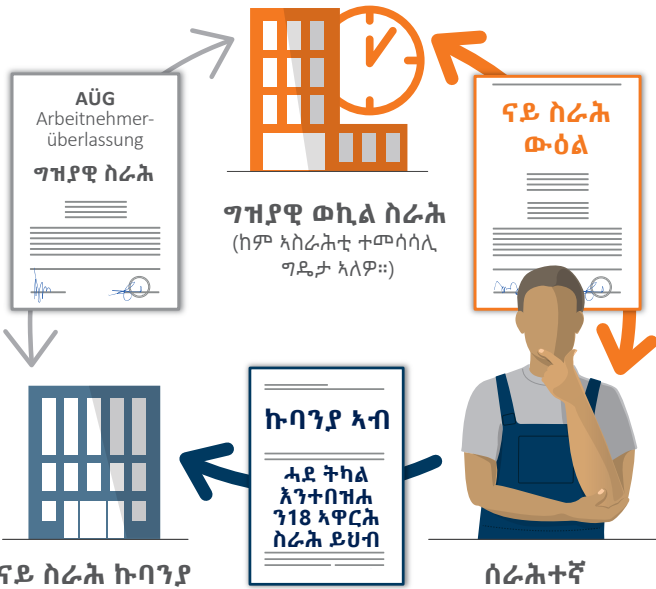 AÜG
Arbeitnehmer-
überlassung
ግዝያዊ ስራሕ
ናይ ስራሕ
ውዕል
ግዝያዊ ወኪል ስራሕ
(ከም ኣስራሕቲ ተመሳሳሊ
ግዴታ ኣለዎ።)
ኩባንያ ኣብ
ሓደ ትካል
እንተበዝሐ
ን18 ኣዋርሕ
ስራሕ ይህብ
ናይ ስራሕ ኩባንያ
ሰራሕተኛ